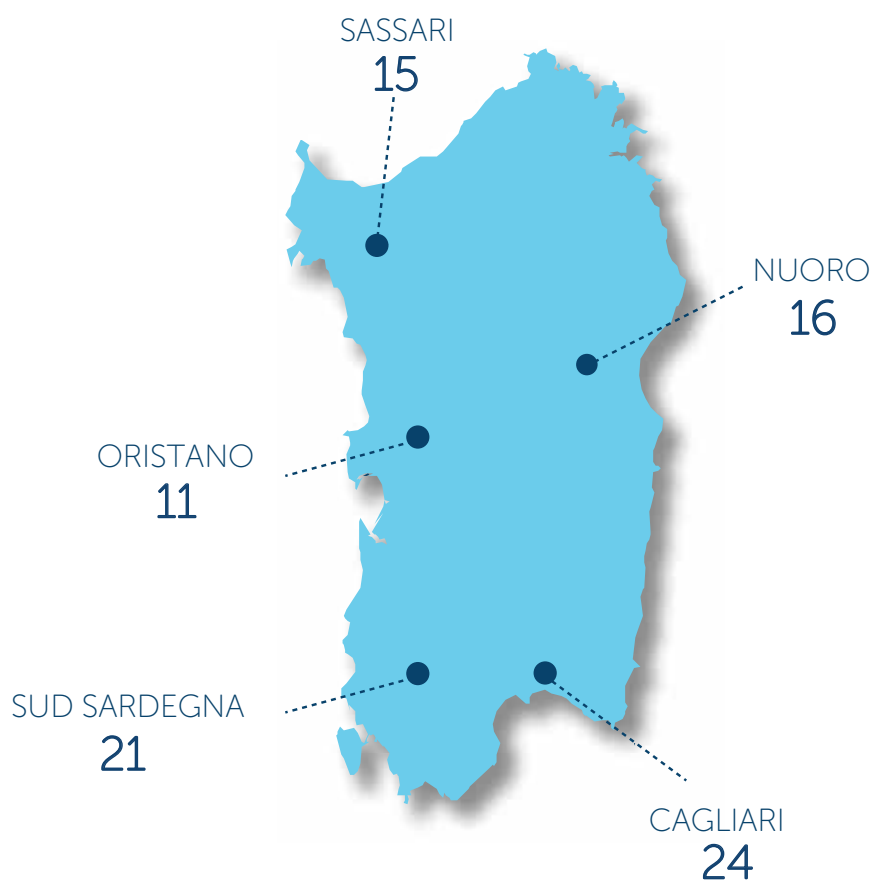 SASSARI
15
NUORO
16
ORISTANO
11
SUD SARDEGNA
21
CAGLIARI
24